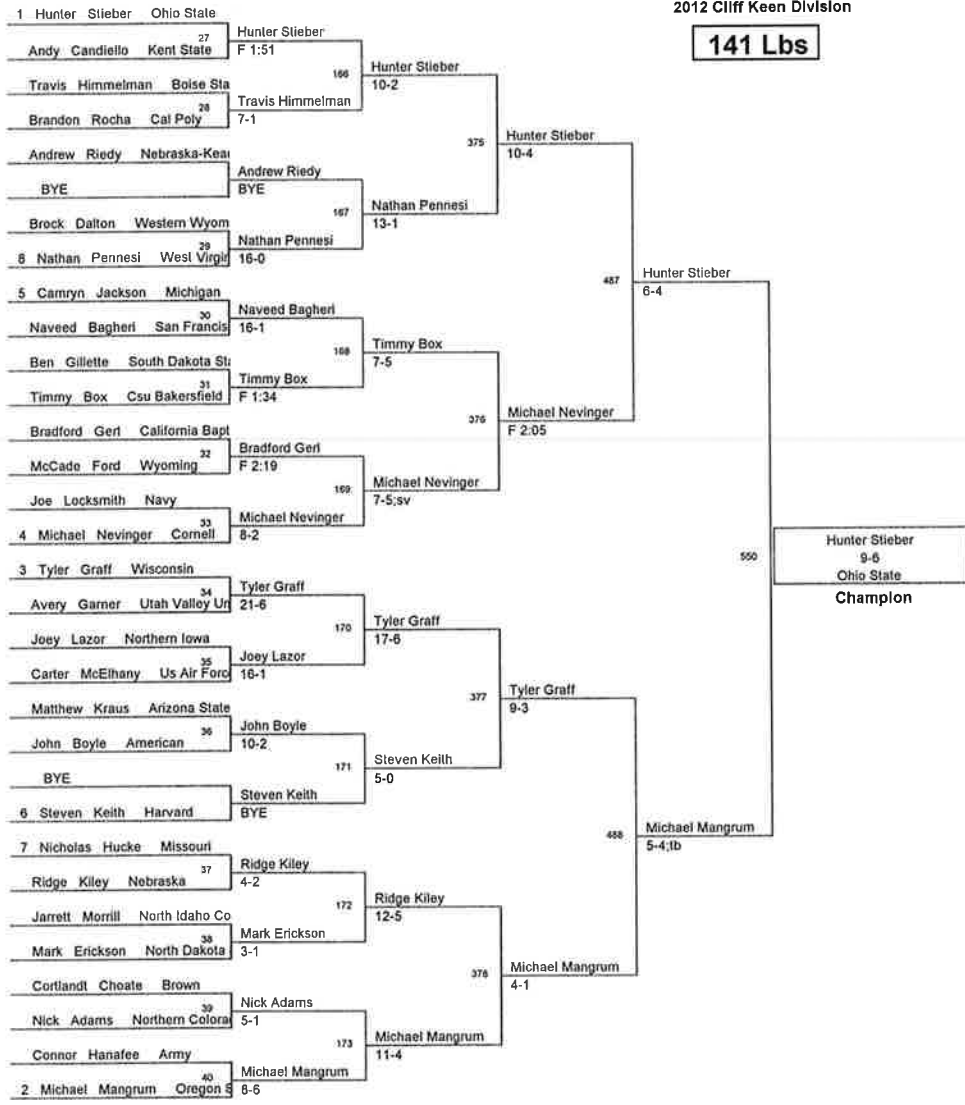 2012 Cliff Keen Division
141 Lbs
1 Hunter Stieber Ohio State
27
Andy Candiello Kent State
Travis Himmelman Boise Sta
28
Brandon Rocha Cal Poly
Andrew Riedy Nebraska-Kear
BYE
Brock Dalton Western Wyom
29
8 Nathan Pennesi West Virgin
5 Camryn Jackson Michigan
30
Naveed Bagheri San Francis
Ben Gillette South Dakota Sta
31
Timmy Box Csu Bakersfield
Bradford Gerl California Bapt
32
McCade Ford Wyoming
Joe Locksmith Navy
33
4 Michael Nevinger Cornell
3 Tyler Graff Wisconsin
34
Avery Garner Utah Valley Un
Joey Lazor Northern Iowa
35
Carter McElhany Us Air Forc
Matthew Kraus Arizona State
36
John Boyle American
BYE
6 Steven Keith Harvard
7 Nicholas Hucke Missouri
37
Ridge Kiley Nebraska
Jarrett Morrill North Idaho Co
38
Mark Erickson North Dakota
Cortlandt Choate Brown
39
Nick Adams Northern Colorad
Connor Hanafee Army
40
2 Michael Mangrum Oregon S
Hunter Stieber
F 1:51
166
Travis Himmelman
7-1
Andrew Riedy
BYE
167
Nathan Pennesi
16-0
Naveed Bagheri
16-1
168
Timmy Box
F 1:34
Bradford Gerl
F 2:19
169
Michael Nevinger
8-2
Tyler Graff
21-6
170
Joey Lazor
16-1
John Boyle
10-2
171
Steven Keith
BYE
Ridge Kiley
4-2
172
Mark Erickson
3-1
Nick Adams
5-1
173
Michael Mangrum
8-6
Hunter Stieber
10-2
375
Nathan Pennesi
13-1
Timmy Box
7-5
376
Michael Nevinger
7-5;sv
Tyler Graff
17-6
377
Steven Keith
5-0
Ridge Kiley
12-5
378
Michael Mangrum
11-4
Hunter Stieber
10-4
487
Michael Nevinger
F 2:05
Tyler Graff
9-3
488
Michael Mangrum
4-1
Hunter Stieber
6-4
550
Michael Mangrum
5-4;tb
Hunter Stieber
9-6
Ohio State
Champion